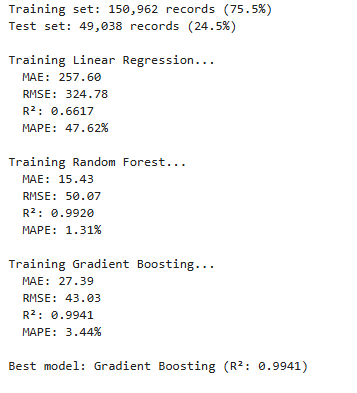 Training set: 150,962 records (75.5%)
Test set: 49,038 records (24.5%)
Training Linear Regression...
MAE: 257.60
RMSE: 324.78
R²: 0.6617
MAPE: 47.62%
Training Random Forest...
MAE: 15.43
RMSE: 50.07
R²: 0.9920
MAPE: 1.31%
Training Gradient Boosting...
MAE: 27.39
RMSE: 43.03
R²: 0.9941
MAPE: 3.44%
Best model: Gradient Boosting (R²: 0.9941)